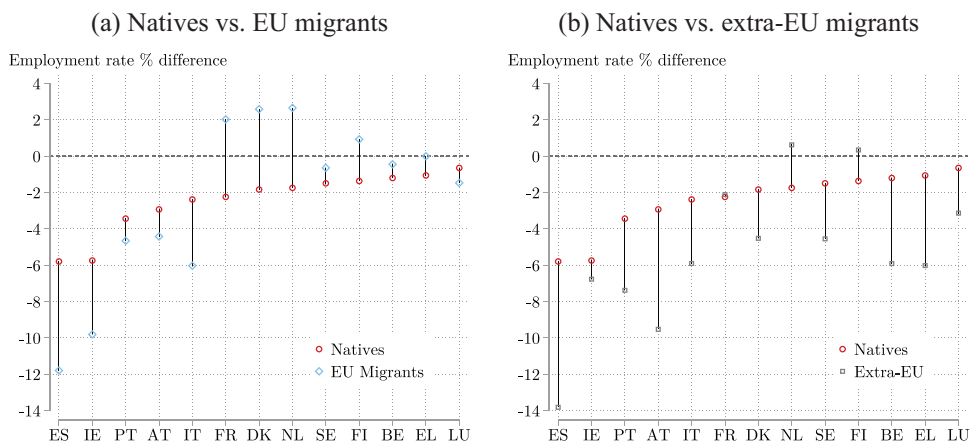 (a) Natives vs. EU migrants
Employment rate % difference
4
2
0
-2
-4
-6
-8
-10
-12
-14
Natives
EU Migrants
ES IE PT AT IT FR DK NL SE FI BE EL LU
(b) Natives vs. extra-EU migrants
Employment rate % difference
4
2
0
-2
-4
-6
-8
-10
-12
-14
Natives
Extra-EU
ES IE PT AT IT FR DK NL SE FI BE EL LU